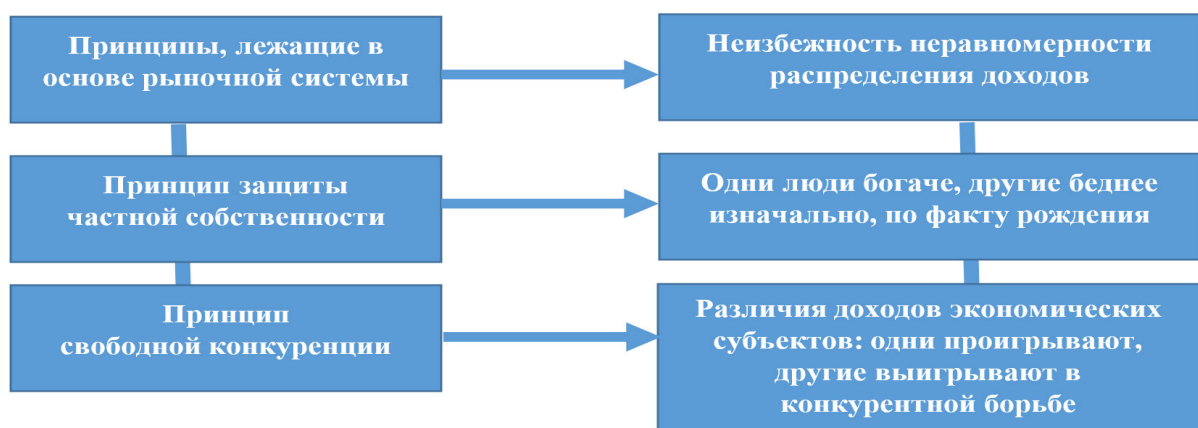 Принципы, лежащие в
основе рыночной системы
Неизбежность неравномерности
распределения доходов
Принцип защиты
частной собственности
Одни люди богаче, другие беднее
изначально, по факту рождения
Принцип
свободной конкуренции
Различия доходов экономических
субъектов: одни проигрывают,
другие выигрывают в
конкурентной борьбе